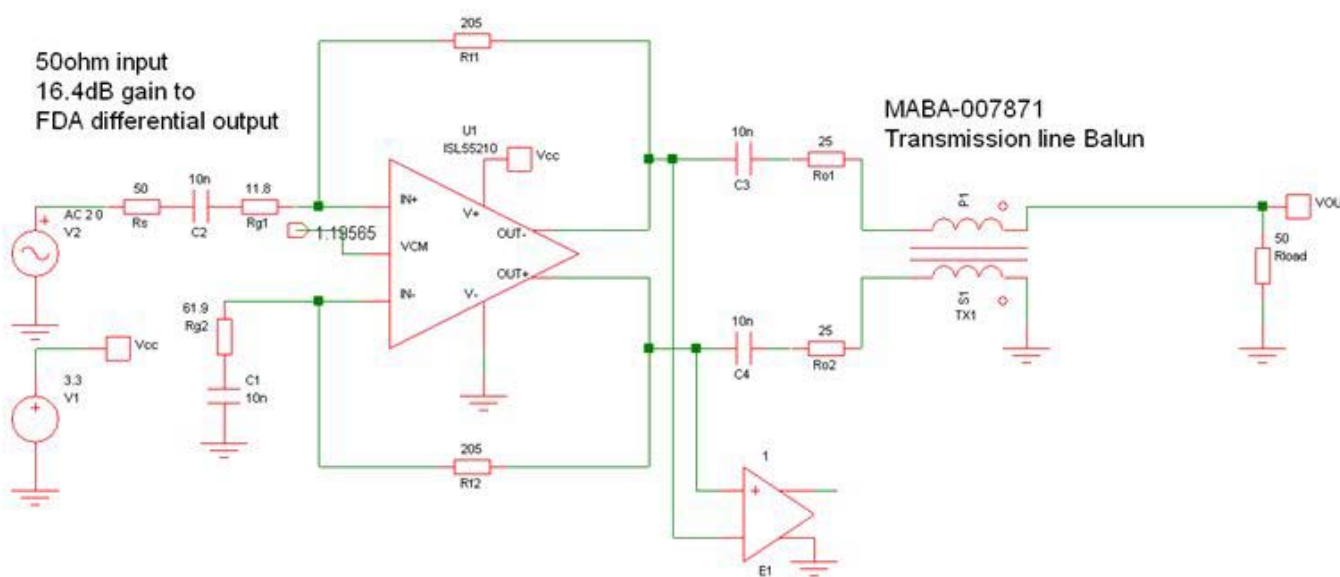 50ohm input
16.4dB gain to
FDA differential output
205
Rf1
MABA-007871
Transmission line Balun
U1
ISL55210
Vcc
10n
C3
25
Ro1
50
Rs
10n
C2
11.8
Rg1
AC 2 0
V2
1.19565
IN+
VCM
IN-
V+
V-
OUT-
OUT+
P1
S1
TX1
VOU
50
Rload
61.9
Rg2
C1
10n
10n
C4
25
Ro2
Vcc
3.3
V1
205
Rf2
1
E1